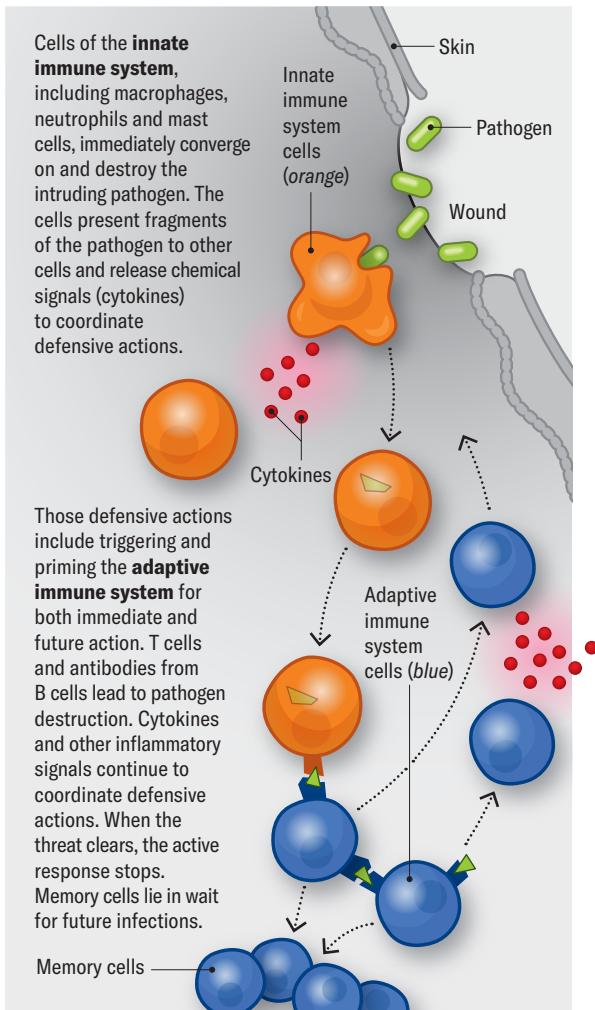 Cells of the innate
immune system,
including macrophages,
neutrophils and mast
cells, immediately converge
on and destroy the
intruding pathogen. The
cells present fragments
of the pathogen to other
cells and release chemical
signals (cytokines)
to coordinate
defensive actions.
Innate
immune
system
cells
(orange)
Skin
Pathogen
Wound
Cytokines
Those defensive actions
include triggering and
priming the adaptive
immune system for
both immediate and
future action. T cells
and antibodies from
B cells lead to pathogen
destruction. Cytokines
and other inflammatory
signals continue to
coordinate defensive
actions. When the
threat clears, the active
response stops.
Memory cells lie in wait
for future infections.
Adaptive
immune
system
cells (blue)
Memory cells